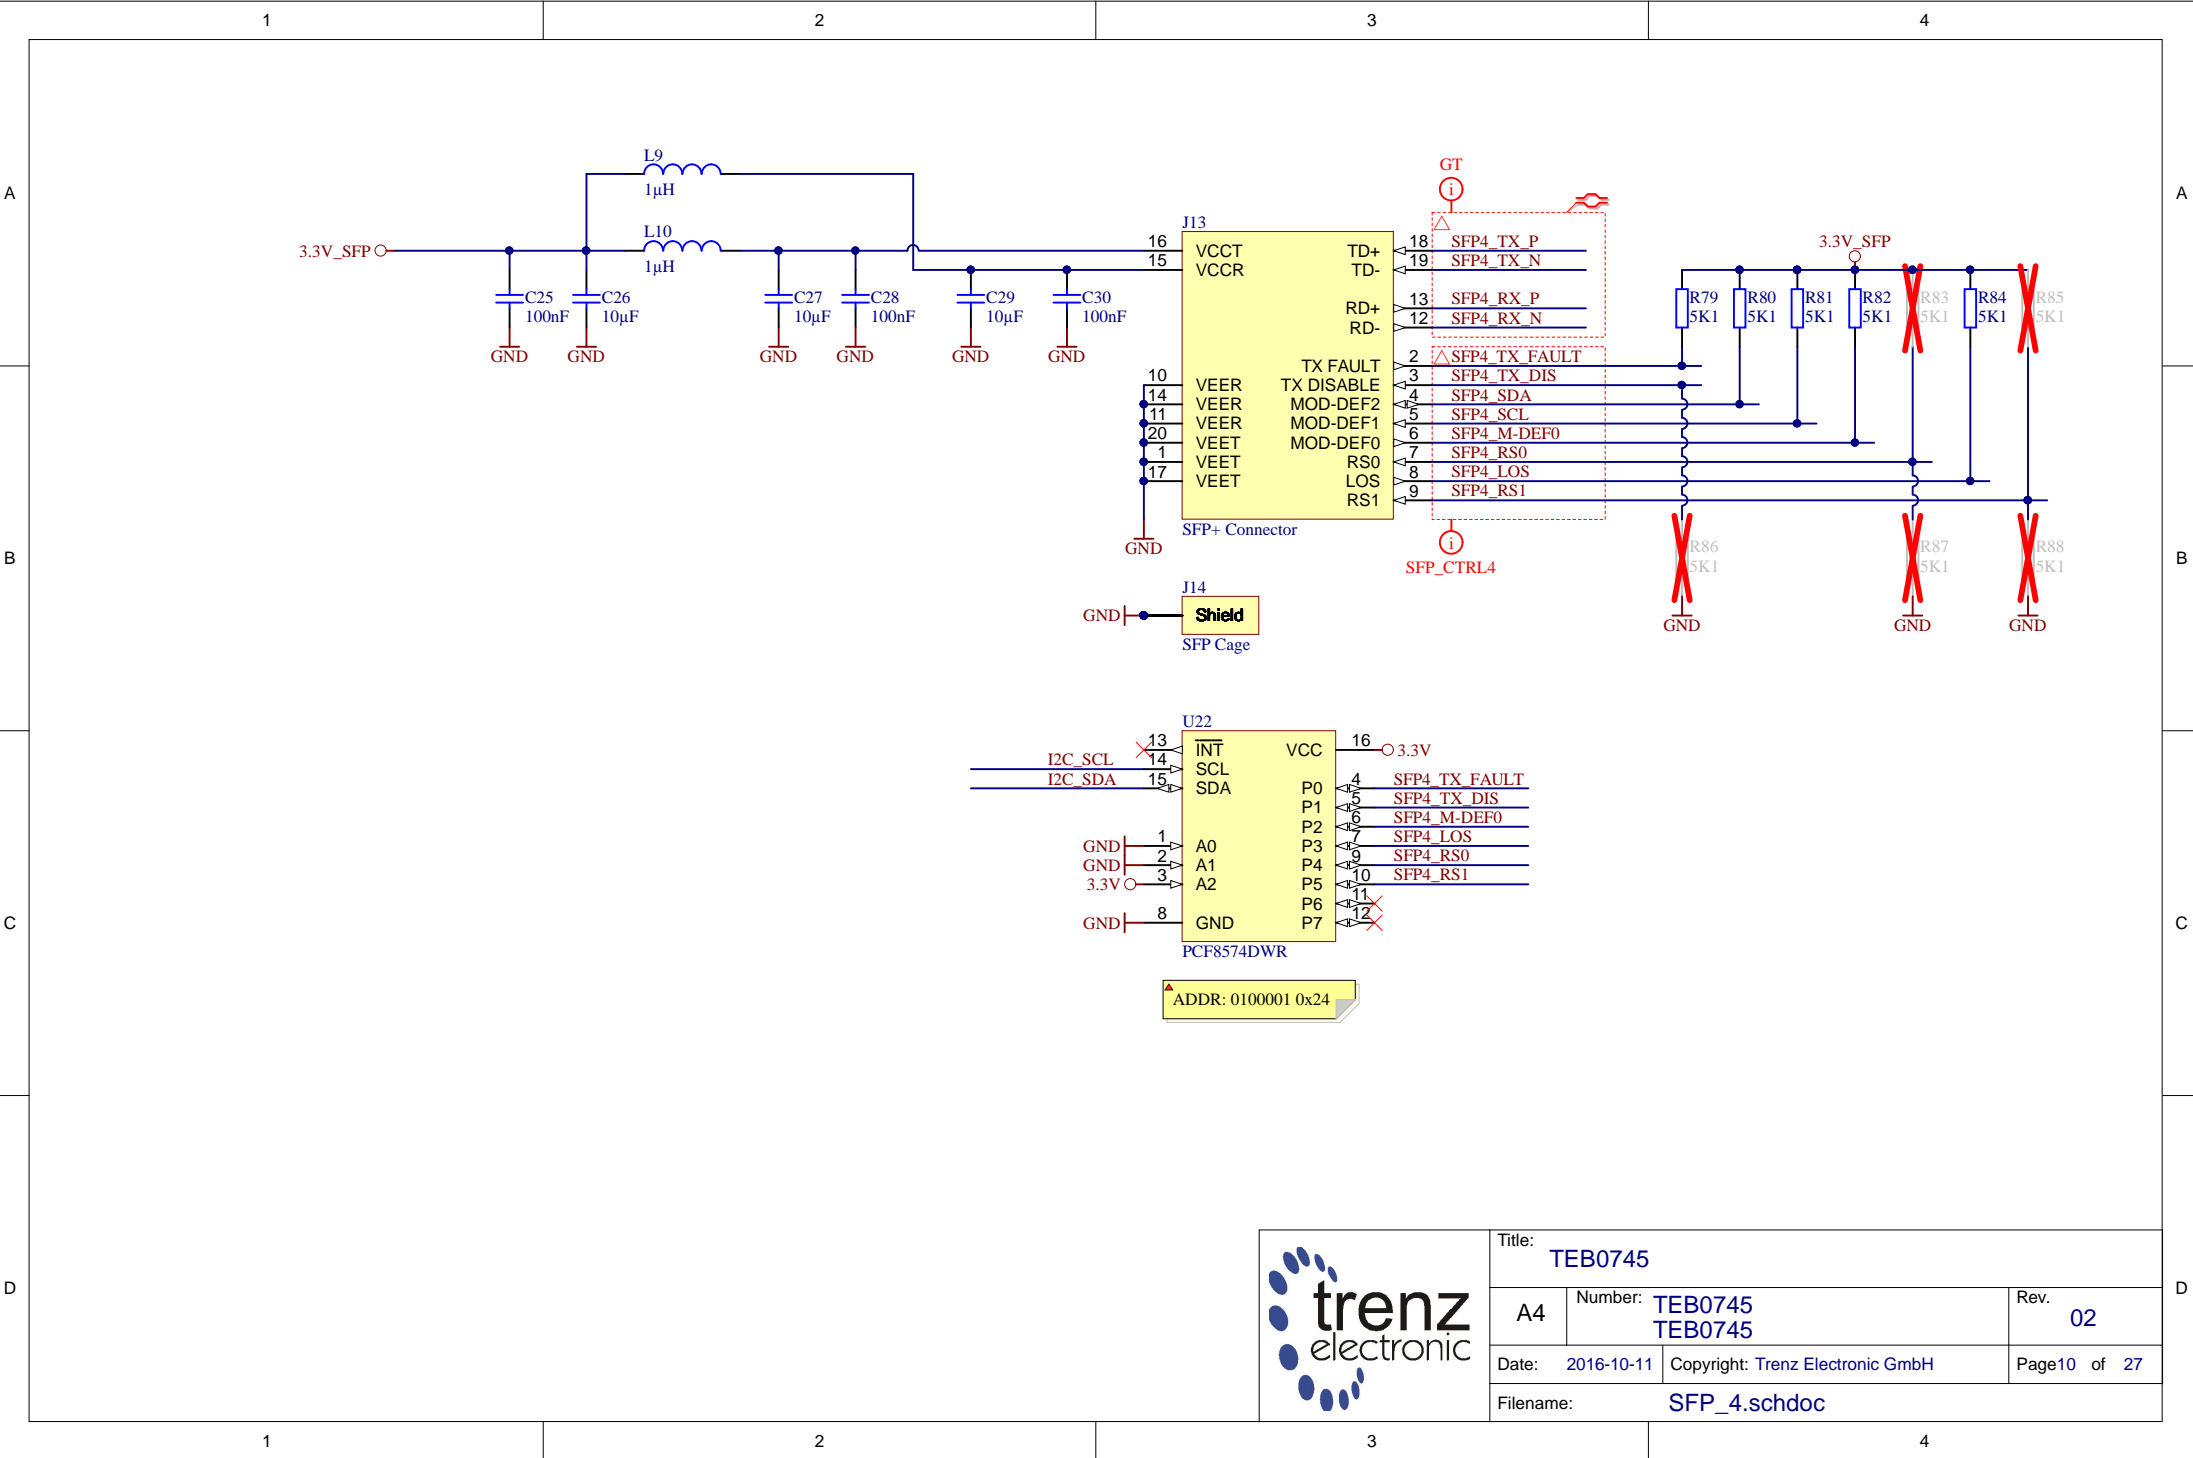 1 2 3 4
A A
B B
C C
D D
1 2 3 4
3.3V_SFP
L9
1µH
L10
1µH
C25
100nF
C26
10µF
C27
10µF
C28
100nF
C29
10µF
C30
100nF
GND GND GND GND GND GND
J13
16 VCCT
15 VCCR
10 VEER
14 VEER
11 VEER
20 VEET
1 VEET
17 VEET
GND
TD+ 18 SFP4_TX_P
TD- 19 SFP4_TX_N
RD+ 13 SFP4_RX_P
RD- 12 SFP4_RX_N
TX FAULT 2 SFP4_TX_FAULT
TX DISABLE 3 SFP4_TX_DIS
MOD-DEF2 4 SFP4_SDA
MOD-DEF1 5 SFP4_SCL
MOD-DEF0 6 SFP4_M-DEF0
RS0 7 SFP4_RS0
LOS 8 SFP4_LOS
RS1 9 SFP4_RS1
SFP+ Connector
GT
i
i
SFP_CTRL4
3.3V_SFP
R79
5K1
R80
5K1
R81
5K1
R82
5K1
R83
5K1
R84
5K1
R85
5K1
R86
5K1
R87
5K1
R88
5K1
GND GND GND
J14
GND Shield
SFP Cage
U22
13 INT VCC 16 3.3V
I2C_SCL 14 SCL
I2C_SDA 15 SDA
P0 4 SFP4_TX_FAULT
P1 5 SFP4_TX_DIS
P2 6 SFP4_M-DEF0
GND 1 A0 P3 7 SFP4_LOS
GND 2 A1 P4 9 SFP4_RS0
3.3V 3 A2 P5 10 SFP4_RS1
P6 11
GND 8 GND P7 12
PCF8574DWR
ADDR: 0100001 0x24
trenz
electronic
Title:
TEB0745
A4
Number: TEB0745
TEB0745
Rev.
02
Date: 2016-10-11 Copyright: Trenz Electronic GmbH Page10 of 27
Filename: SFP_4.schdoc